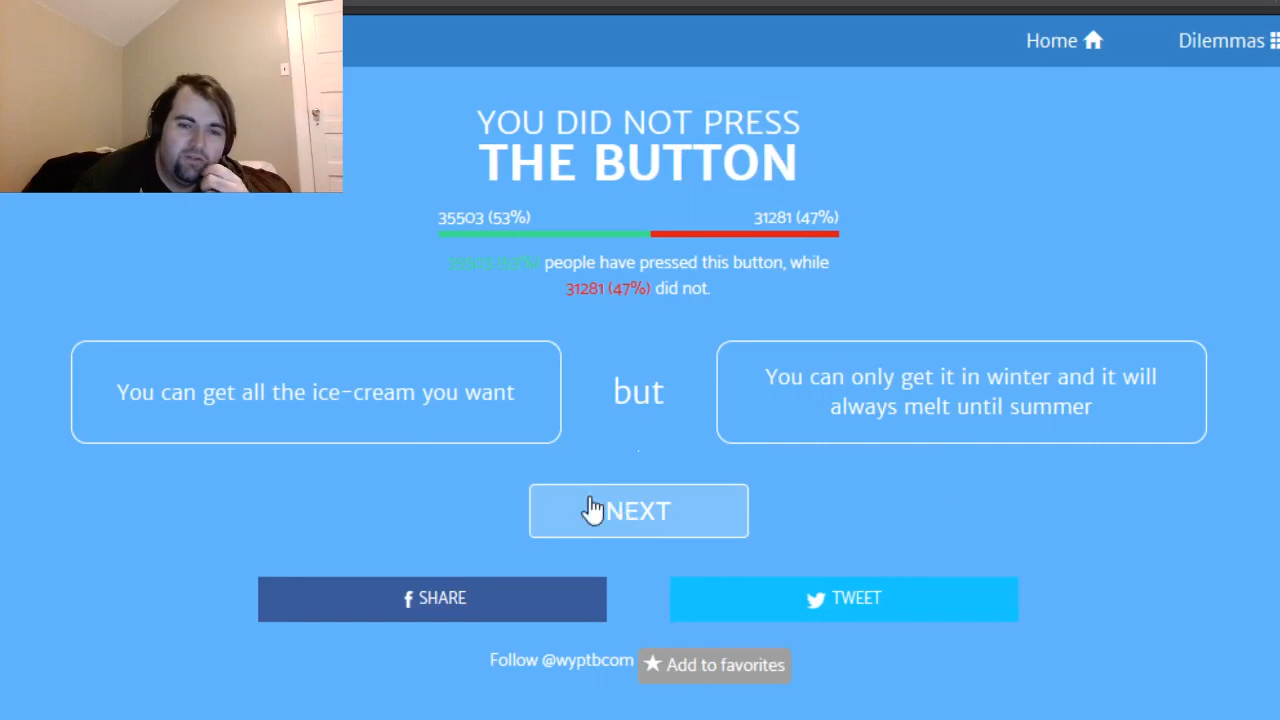 Home
Dilemmas
YOU DID NOT PRESS
THE BUTTON
35503 (53%)
31281 (47%)
35503 (53%) people have pressed this button, while
31281 (47%) did not.
You can get all the ice-cream you want
but
You can only get it in winter and it will
always melt until summer
NEXT
SHARE
TWEET
Follow @wyptbcom
Add to favorites